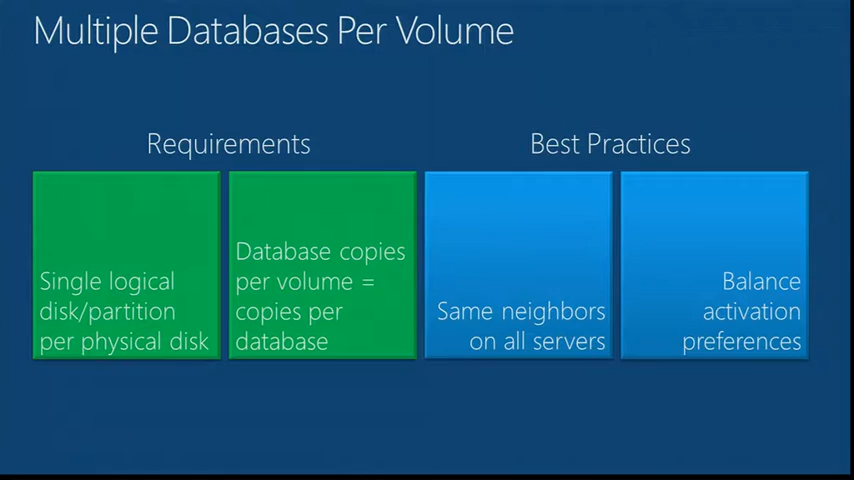 Multiple Databases Per Volume
Requirements
Single logical
disk/partition
per physical disk
Database copies
per volume =
copies per
database
Best Practices
Same neighbors
on all servers
Balance
activation
preferences